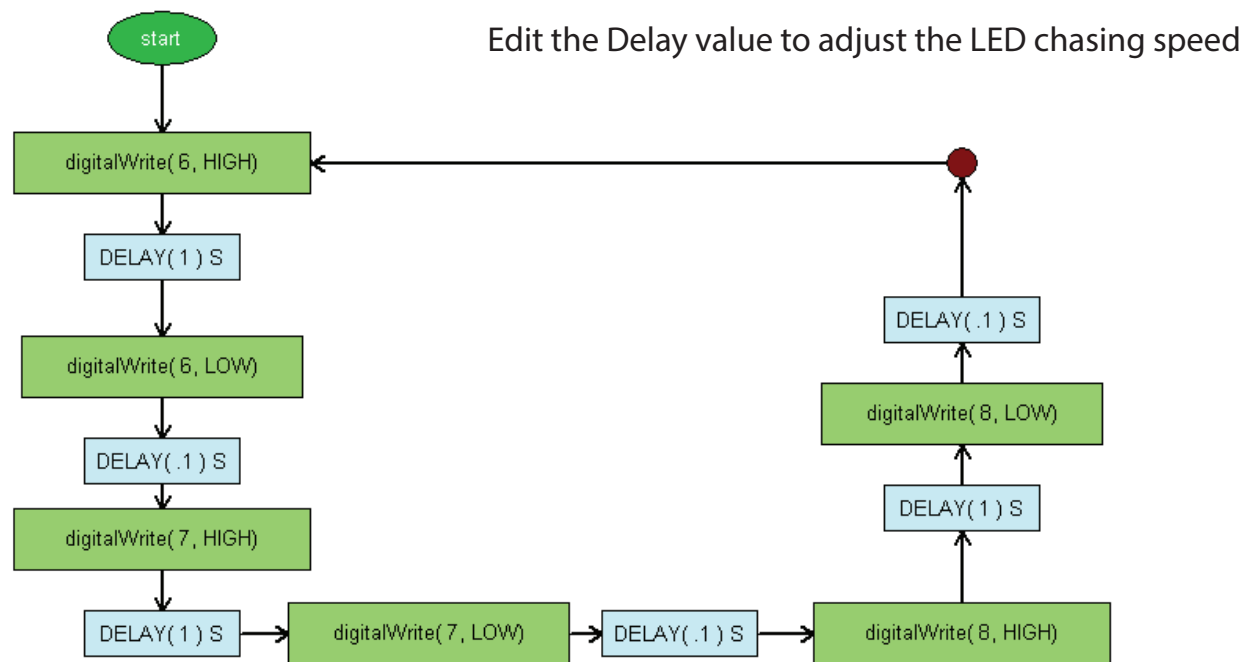 start
Edit the Delay value to adjust the LED chasing speed
digitalWrite( 6, HIGH)
DELAY( 1 ) S
digitalWrite( 6, LOW)
DELAY( .1 ) S
digitalWrite( 7, HIGH)
DELAY( 1 ) S
digitalWrite( 7, LOW)
DELAY( .1 ) S
digitalWrite( 8, HIGH)
DELAY( 1 ) S
digitalWrite( 8, LOW)
DELAY( .1 ) S